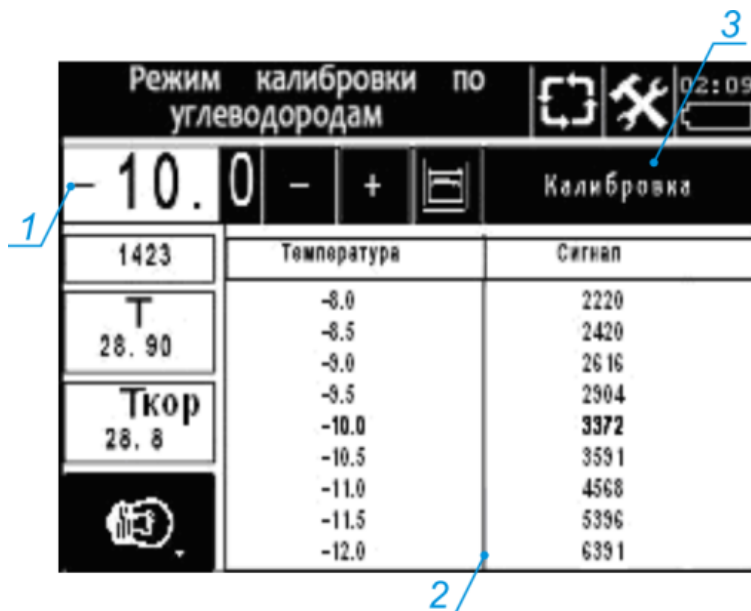 3
Режим калибровки по
углеводородам
02:09
- 10. 0 - + Калибровка
1
1423
Температура Сигнал
Т
28. 90
Ткор
28. 8
-8.0 2220
-8.5 2420
-9.0 2616
-9.5 2904
-10.0 3372
-10.5 3591
-11.0 4568
-11.5 5396
-12.0 6391
2